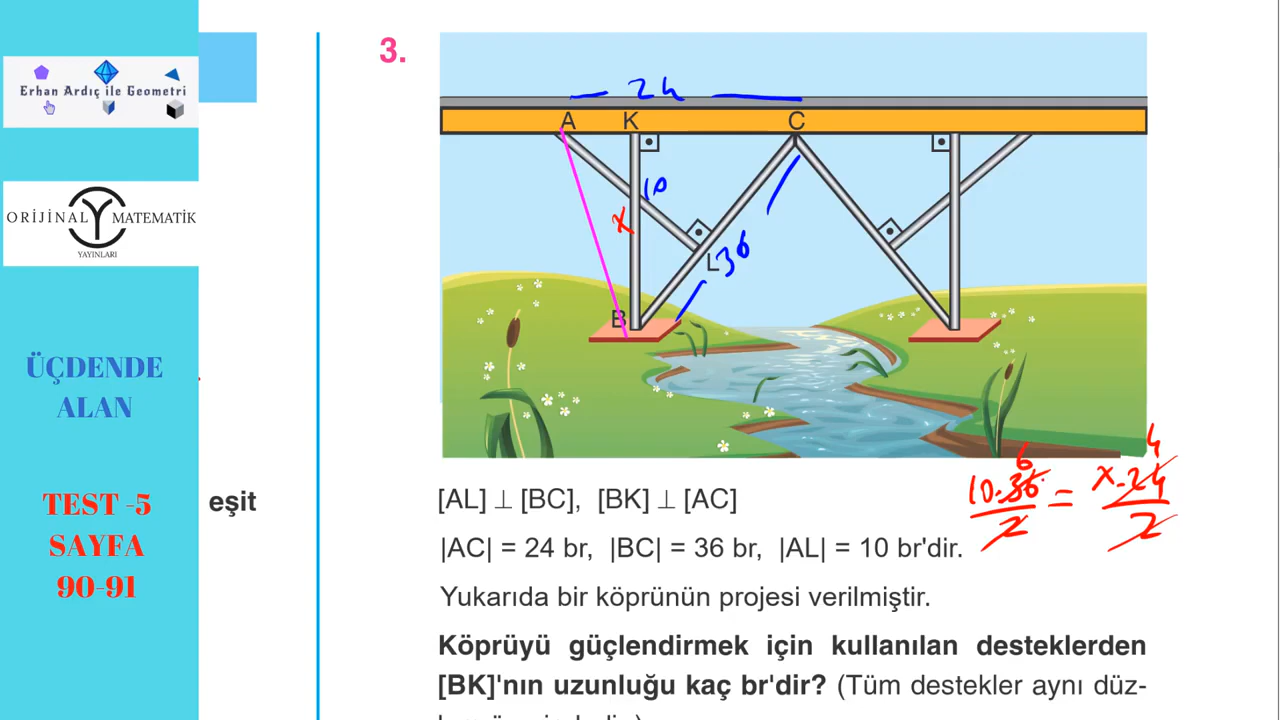 Erhan Ardıç ile Geometri
ORİJİNAL MATEMATİK
YAYINLARI
ÜÇDENDE
ALAN
TEST -5
SAYFA
90-91
eşit
3.
24
A K C
10
x
L
36
B
10.36/2 = x.24/2
6
4
[AL] ⊥ [BC], [BK] ⊥ [AC]
|AC| = 24 br, |BC| = 36 br, |AL| = 10 br'dir.
Yukarıda bir köprünün projesi verilmiştir.
Köprüyü güçlendirmek için kullanılan desteklerden
[BK]'nın uzunluğu kaç br'dir? (Tüm destekler aynı düz-